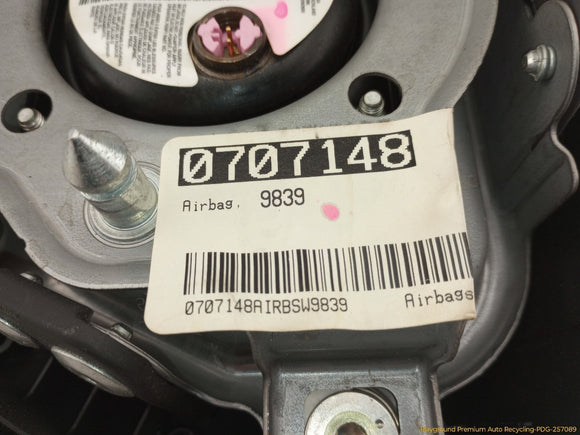 0707148
Airbag. 9839
0707148AIRBSW9839
Airbags
Playground Premium Auto Recycling-PDG-257089